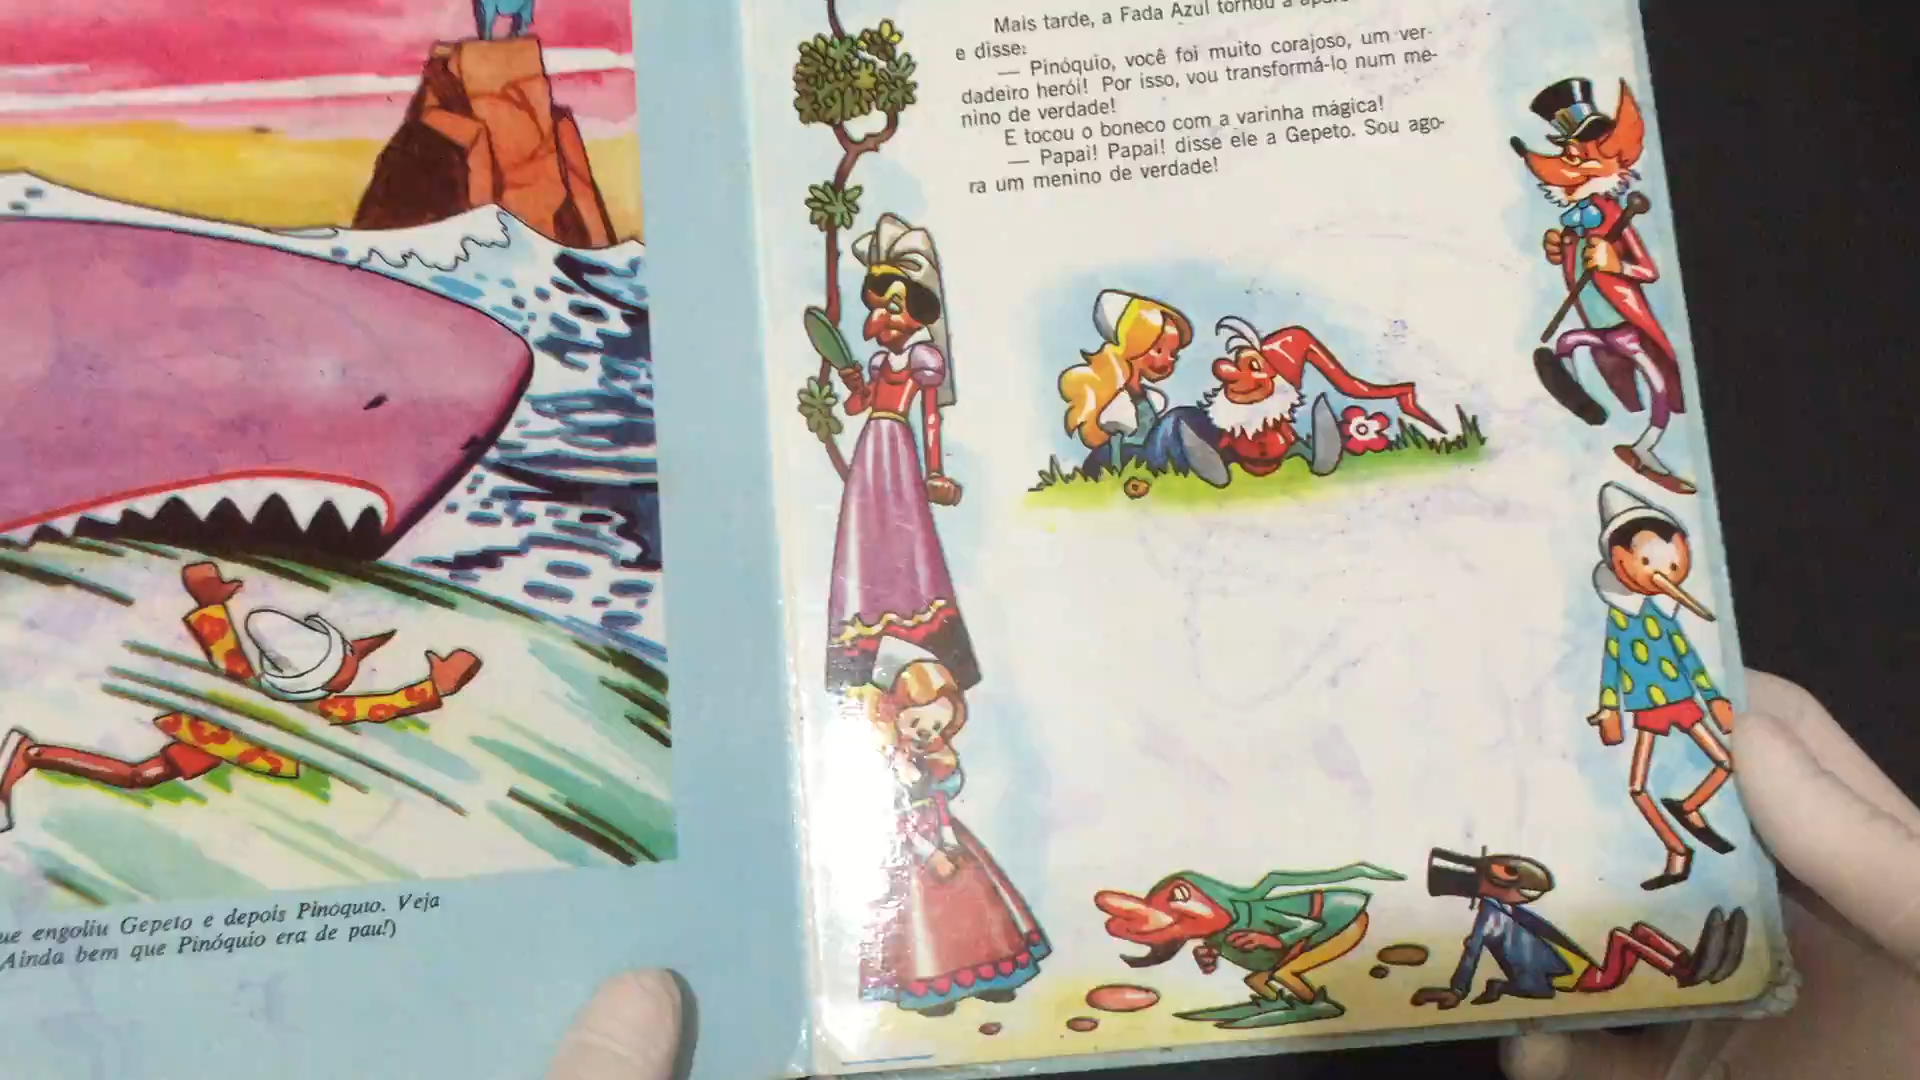 ue engoliu Gepeto e depois Pinóquio. Veja
Ainda bem que Pinóquio era de pau!)
Mais tarde, a Fada Azul tornou a
e disse:
— Pinóquio, você foi muito corajoso, um ver-
dadeiro herói! Por isso, vou transformá-lo num me-
nino de verdade!
E tocou o boneco com a varinha mágica!
— Papai! Papai! disse ele a Gepeto. Sou ago-
ra um menino de verdade!